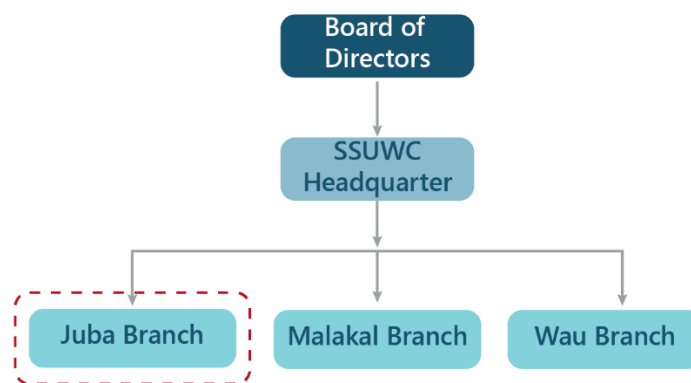 Board of
Directors
SSUWC
Headquarter
Juba Branch
Malakal Branch
Wau Branch